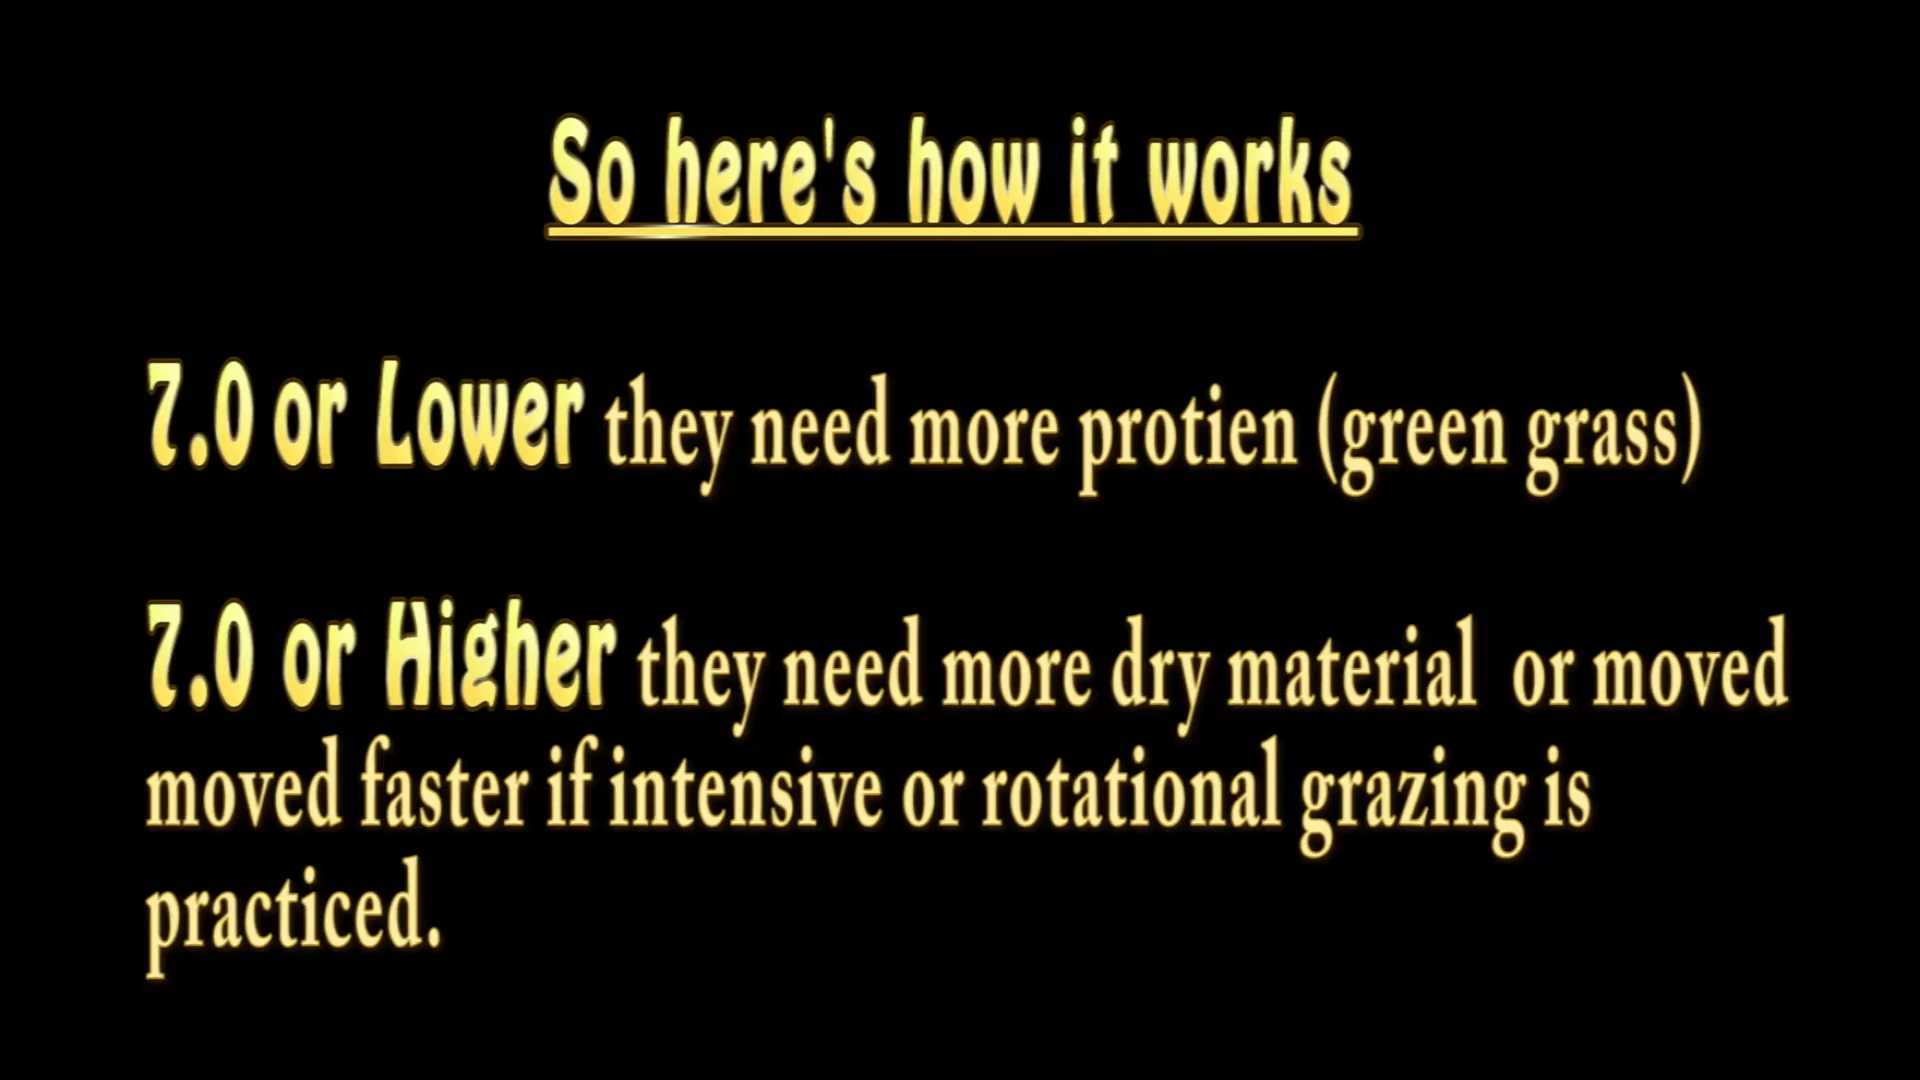 So here's how it works
7.0 or Lower they need more protien (green grass)
7.0 or Higher they need more dry material or moved
moved faster if intensive or rotational grazing is
practiced.